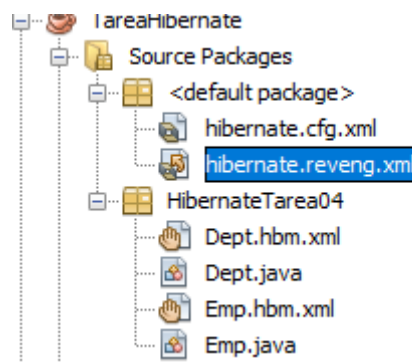 TareaHibernate
Source Packages
<default package>
hibernate.cfg.xml
hibernate.reveng.xml
HibernateTarea04
Dept.hbm.xml
Dept.java
Emp.hbm.xml
Emp.java